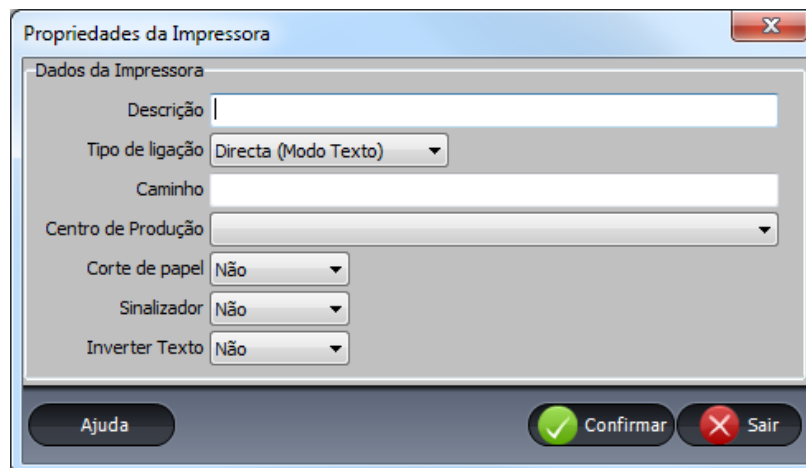 Propriedades da Impressora
Dados da Impressora
Descrição
Tipo de ligação Directa (Modo Texto)
Caminho
Centro de Produção
Corte de papel Não
Sinalizador Não
Inverter Texto Não
Ajuda Confirmar Sair